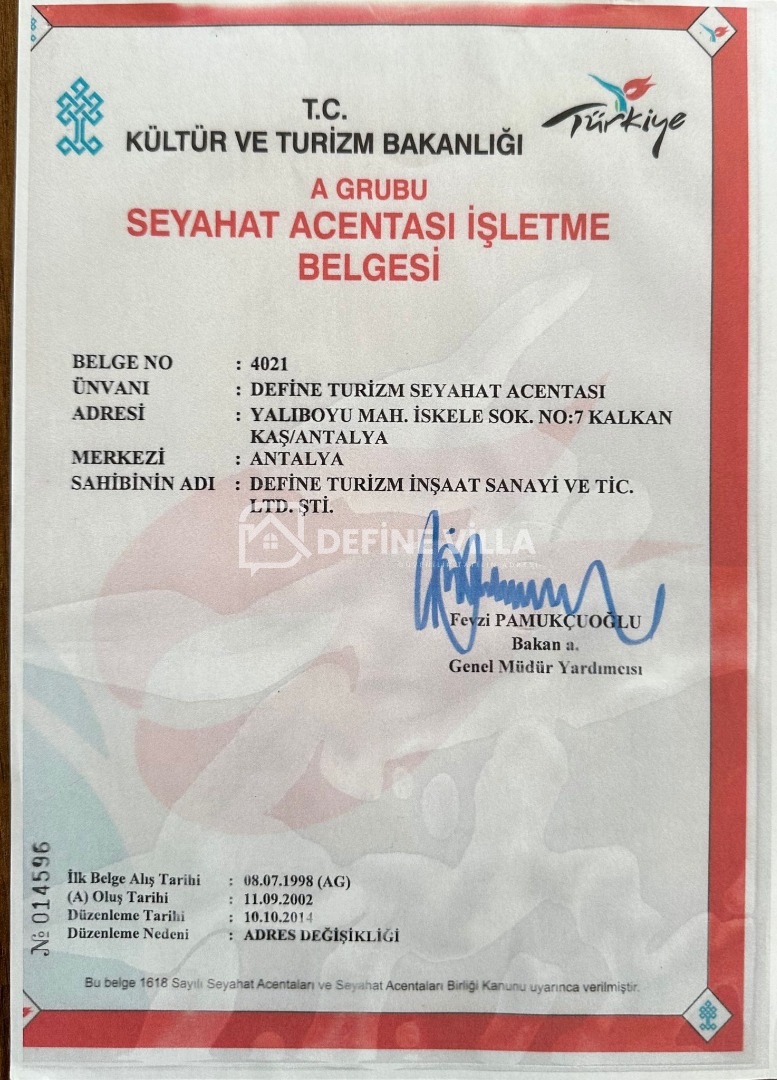 T.C.
KÜLTÜR VE TURİZM BAKANLIĞI
Türkiye
A GRUBU
SEYAHAT ACENTASI İŞLETME
BELGESİ
BELGE NO : 4021
ÜNVANI : DEFİNE TURİZM SEYAHAT ACENTASI
ADRESİ : YALIBOYU MAH. İSKELE SOK. NO:7 KALKAN
KAŞ/ANTALYA
MERKEZİ : ANTALYA
SAHİBİNİN ADI : DEFİNE TURİZM İNŞAAT SANAYİ VE TİC.
LTD. ŞTİ.
DEFİNE VİLLA
Fevzi PAMUKÇUOĞLU
Bakan a.
Genel Müdür Yardımcısı
№ 014596
İlk Belge Alış Tarihi : 08.07.1998 (AG)
(A) Oluş Tarihi : 11.09.2002
Düzenleme Tarihi : 10.10.2014
Düzenleme Nedeni : ADRES DEĞİŞİKLİĞİ
Bu belge 1618 Sayılı Seyahat Acentaları ve Seyahat Acentaları Birliği Kanunu uyarınca verilmiştir.